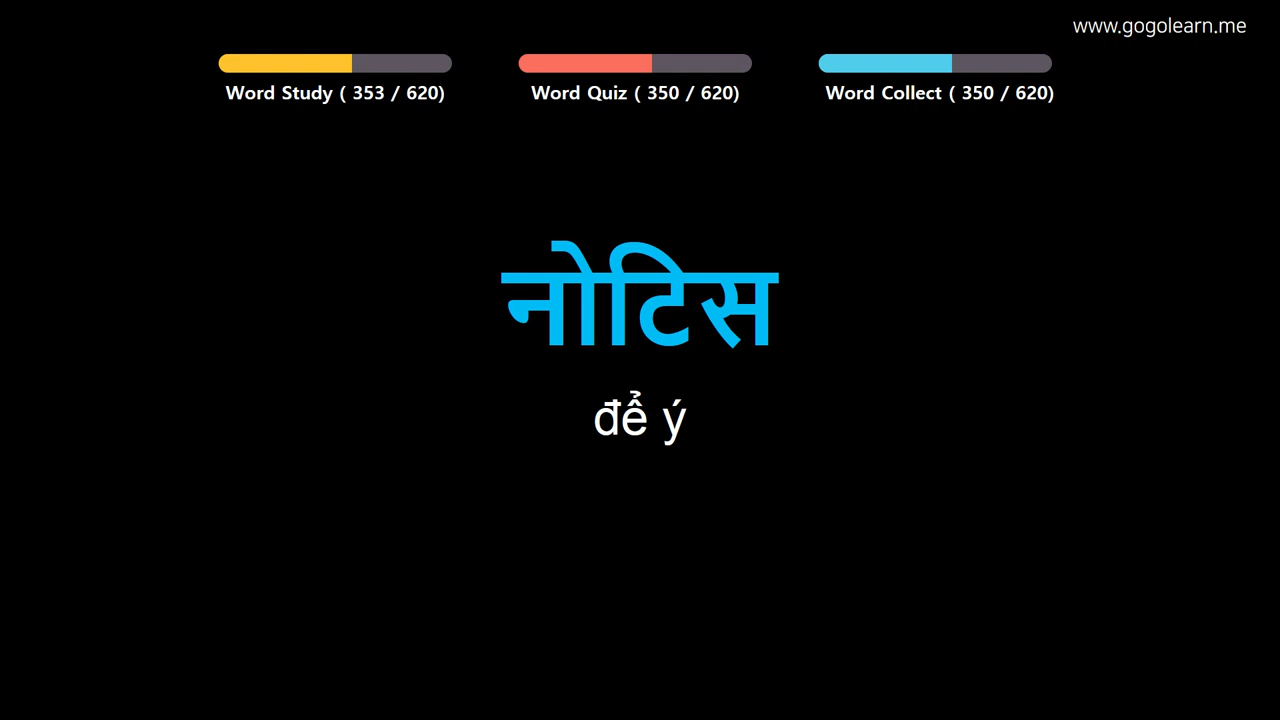 www.gogolearn.me
Word Study ( 353 / 620)
Word Quiz ( 350 / 620)
Word Collect ( 350 / 620)
नोटिस
để ý